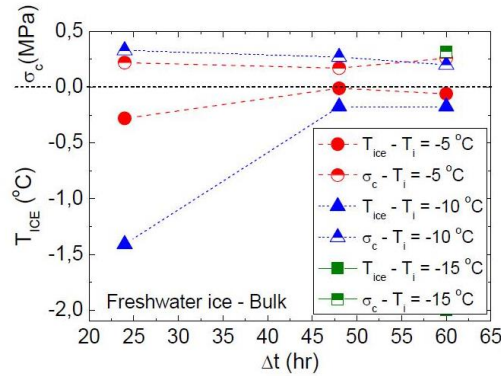 σc(MPa)
TICE(°C)
0,5
0,0
-0,5
-1,0
-1,5
-2,0
20 25 30 35 40 45 50 55 60 65
Δt (hr)
Freshwater ice - Bulk
Tice - Ti = -5 °C
σc - Ti = -5 °C
Tice - Ti = -10 °C
σc - Ti = -10 °C
Tice - Ti = -15 °C
σc - Ti = -15 °C